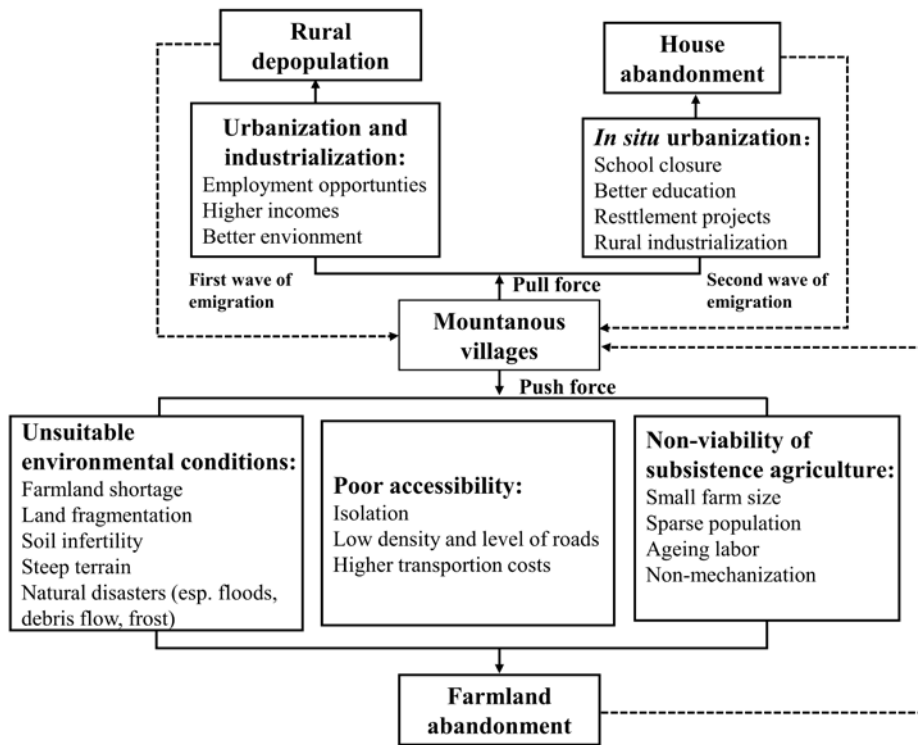 Rural
depopulation
House
abandonment
Urbanization and
industrialization:
Employment opportunties
Higher incomes
Better envionment
In situ urbanization：
School closure
Better education
Resttlement projects
Rural industrialization
First wave of
emigration
Pull force
Second wave of
emigration
Mountanous
villages
Push force
Unsuitable
environmental conditions:
Farmland shortage
Land fragmentation
Soil infertility
Steep terrain
Natural disasters (esp. floods,
debris flow, frost)
Poor accessibility:
Isolation
Low density and level of roads
Higher transportion costs
Non-viability of
subsistence agriculture:
Small farm size
Sparse population
Ageing labor
Non-mechanization
Farmland
abandonment